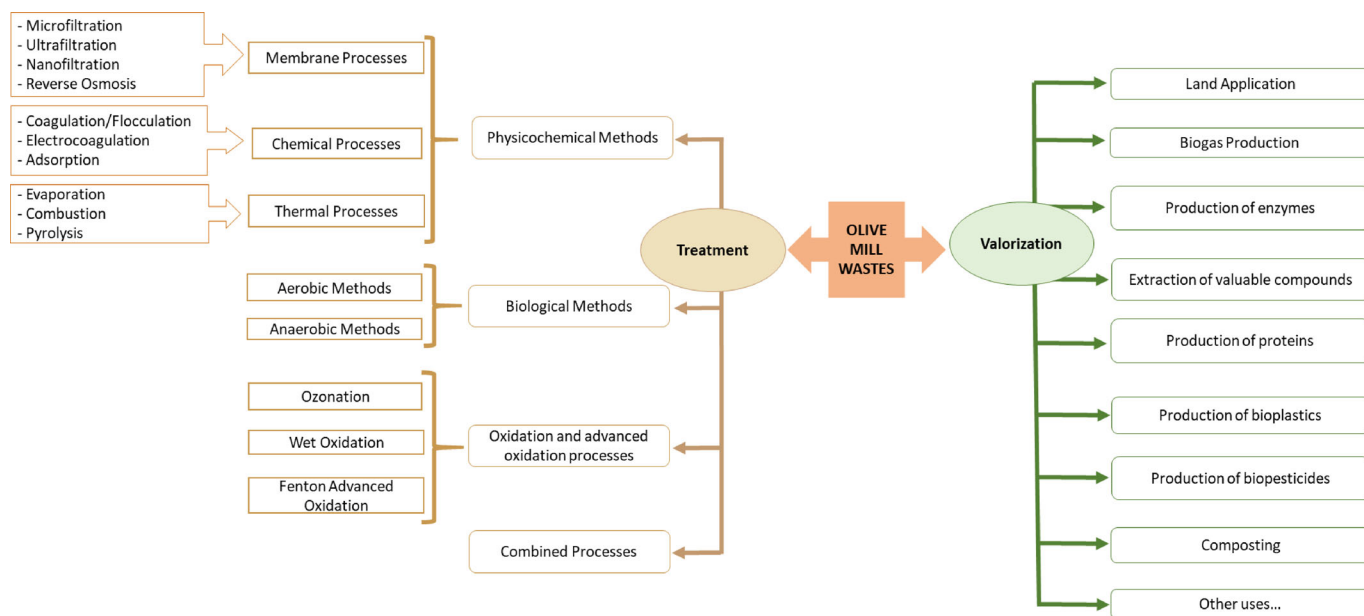 - Microfiltration
- Ultrafiltration
- Nanofiltration
- Reverse Osmosis
Membrane Processes
- Coagulation/Flocculation
- Electrocoagulation
- Adsorption
Chemical Processes
- Evaporation
- Combustion
- Pyrolysis
Thermal Processes
Physicochemical Methods
Aerobic Methods
Anaerobic Methods
Biological Methods
Ozonation
Wet Oxidation
Fenton Advanced
Oxidation
Oxidation and advanced
oxidation processes
Combined Processes
Treatment
OLIVE
MILL
WASTES
Valorization
Land Application
Biogas Production
Production of enzymes
Extraction of valuable compounds
Production of proteins
Production of bioplastics
Production of biopesticides
Composting
Other uses...